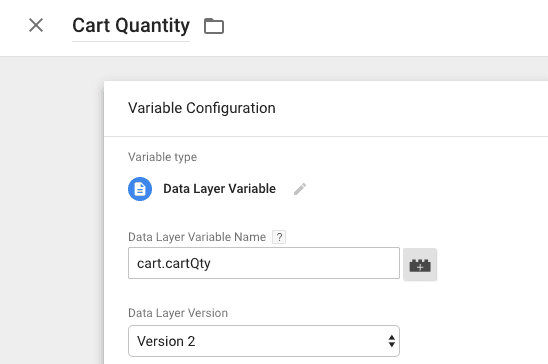 Cart Quantity
Variable Configuration
Variable type
Data Layer Variable
Data Layer Variable Name ?
cart.cartQty
Data Layer Version
Version 2